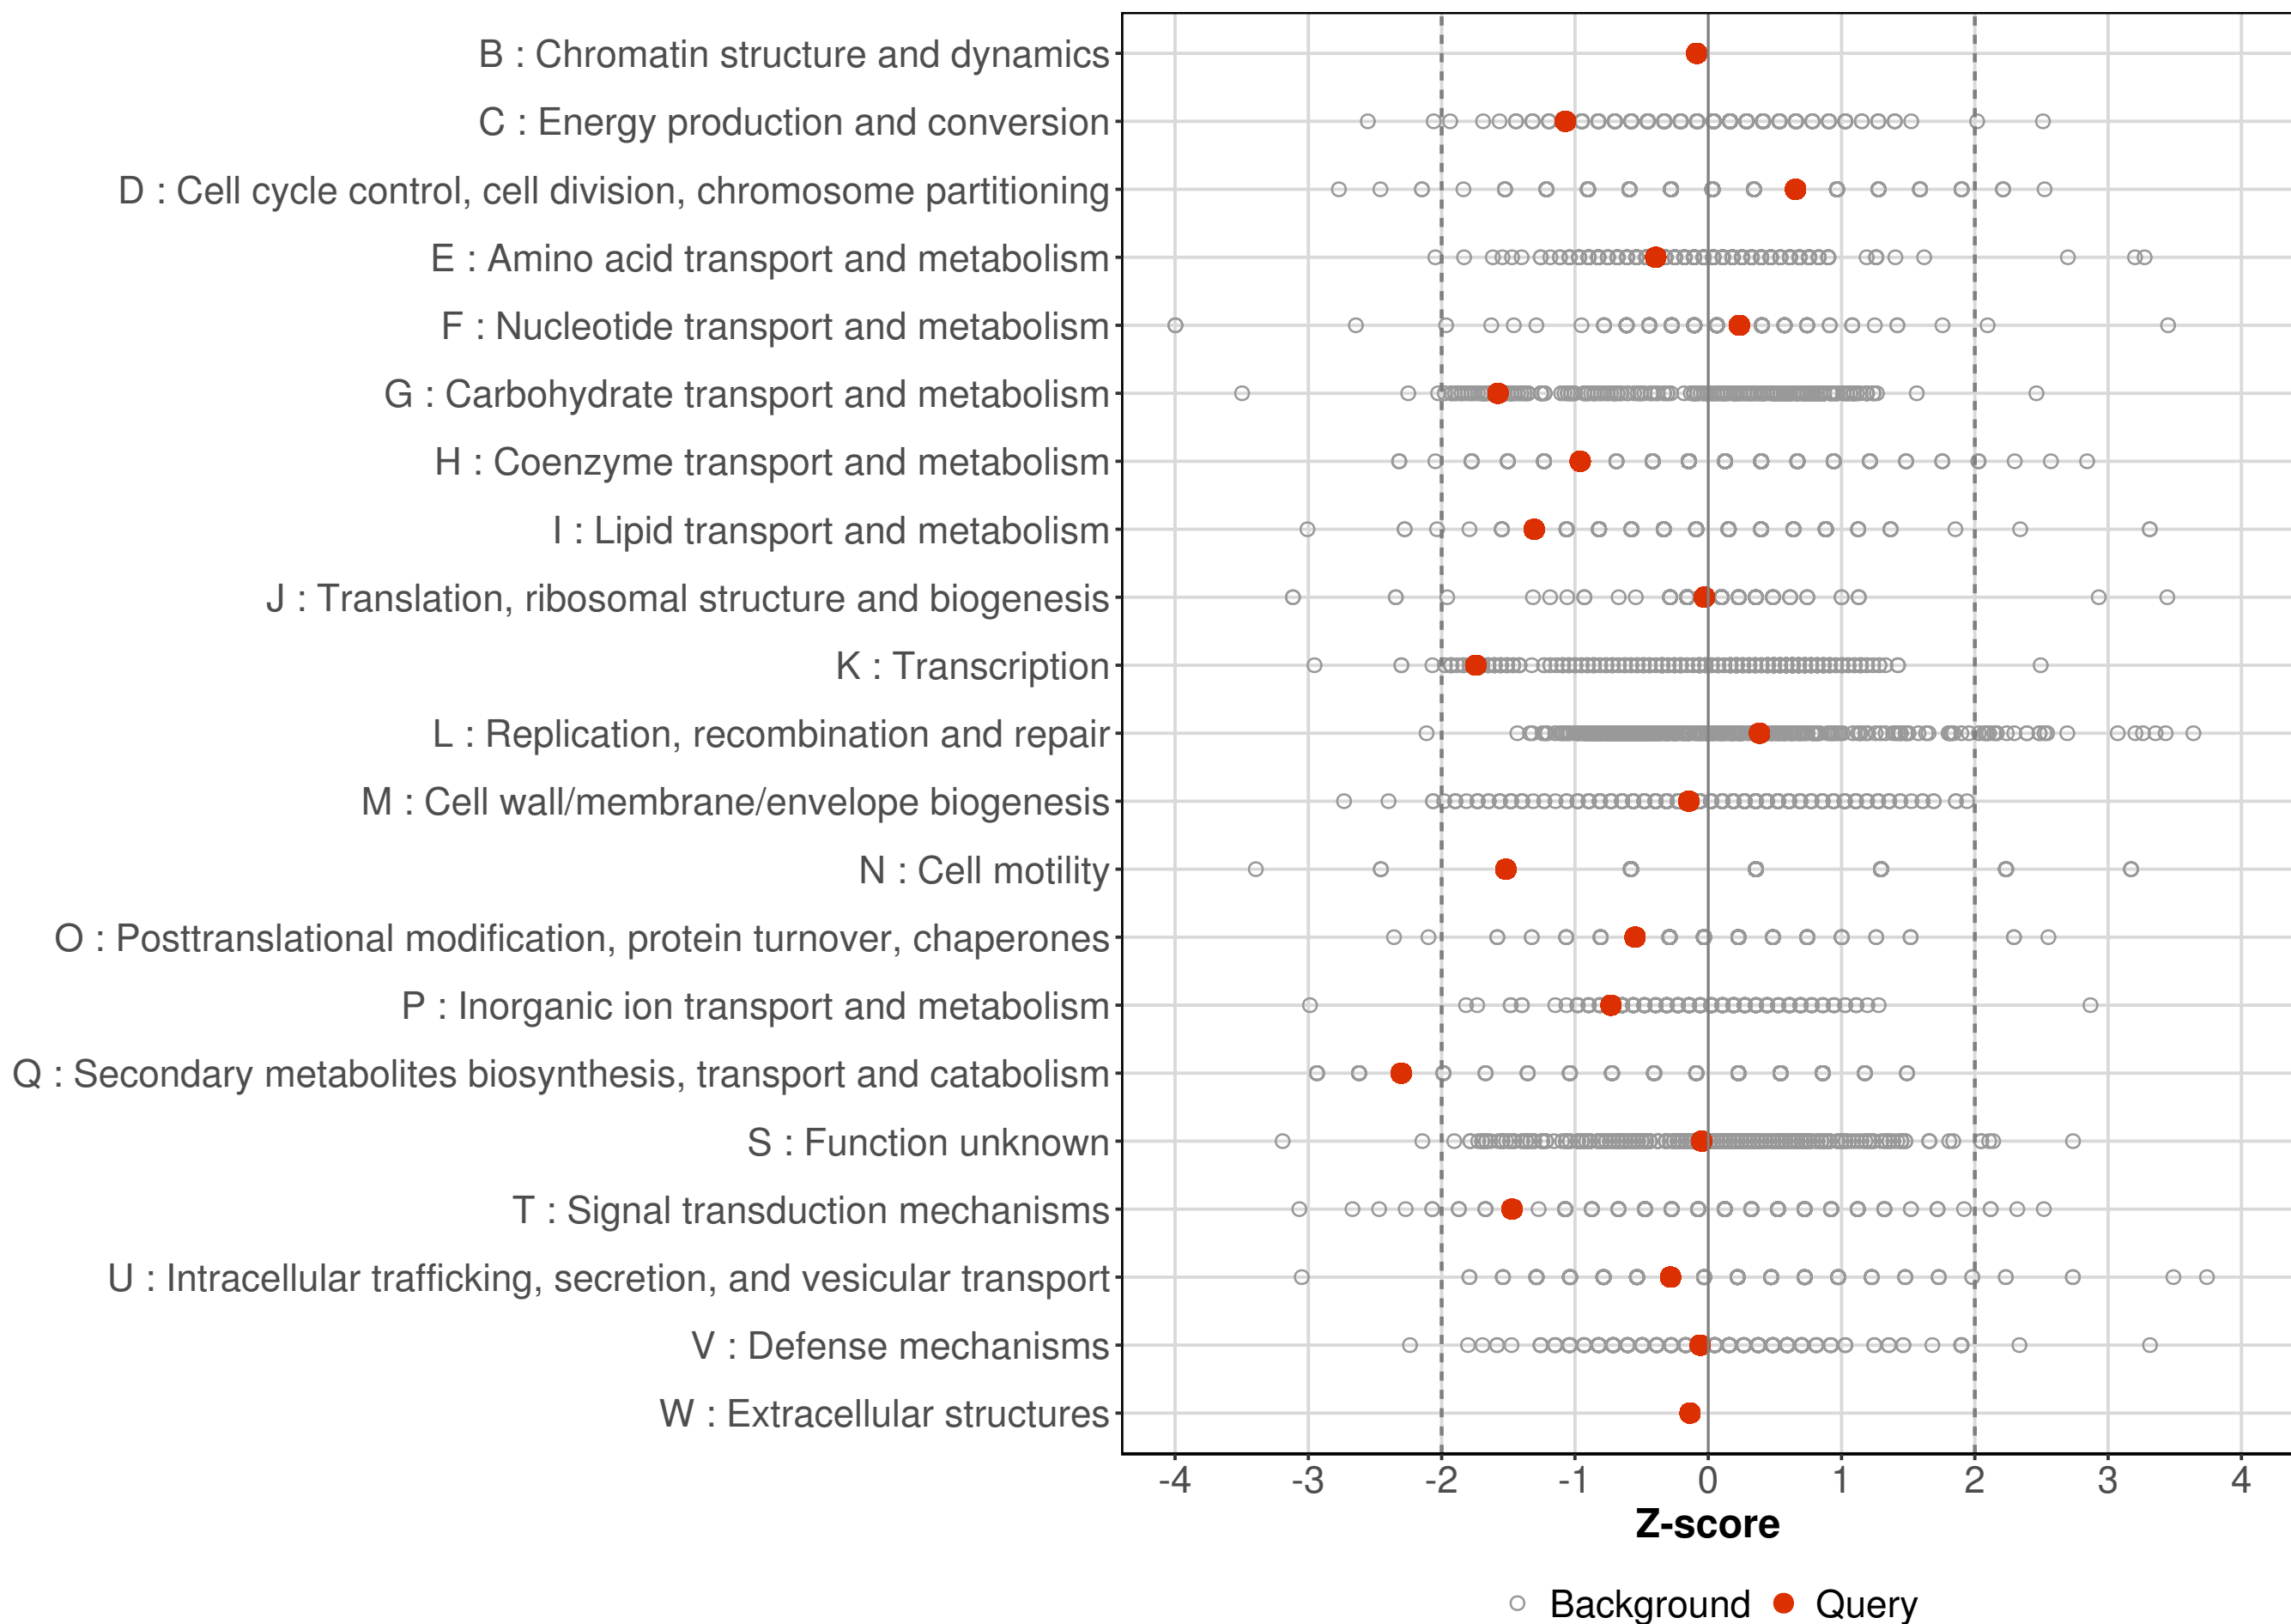 B : Chromatin structure and dynamics
C : Energy production and conversion
D : Cell cycle control, cell division, chromosome partitioning
E : Amino acid transport and metabolism
F : Nucleotide transport and metabolism
G : Carbohydrate transport and metabolism
H : Coenzyme transport and metabolism
I : Lipid transport and metabolism
J : Translation, ribosomal structure and biogenesis
K : Transcription
L : Replication, recombination and repair
M : Cell wall/membrane/envelope biogenesis
N : Cell motility
O : Posttranslational modification, protein turnover, chaperones
P : Inorganic ion transport and metabolism
Q : Secondary metabolites biosynthesis, transport and catabolism
S : Function unknown
T : Signal transduction mechanisms
U : Intracellular trafficking, secretion, and vesicular transport
V : Defense mechanisms
W : Extracellular structures
-4 -3 -2 -1 0 1 2 3 4
Z-score
Background Query